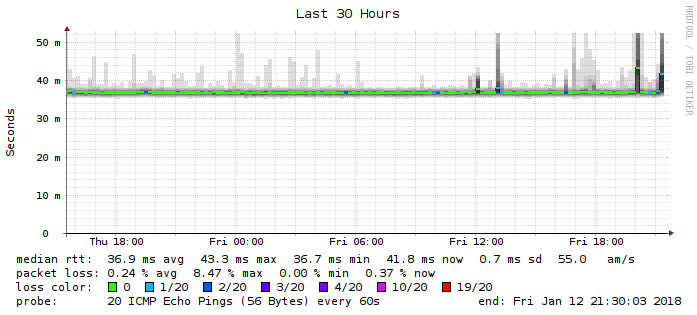 Last 30 Hours
RRDTOOL / TOBI OETIKER
Seconds
50 m
40 m
30 m
20 m
10 m
0
Thu 18:00 Fri 00:00 Fri 06:00 Fri 12:00 Fri 18:00
median rtt: 36.9 ms avg 43.3 ms max 36.7 ms min 41.8 ms now 0.7 ms sd 55.0 am/s
packet loss: 0.24 % avg 8.47 % max 0.00 % min 0.37 % now
loss color: 0 1/20 2/20 3/20 4/20 10/20 19/20
probe: 20 ICMP Echo Pings (56 Bytes) every 60s end: Fri Jan 12 21:30:03 2018